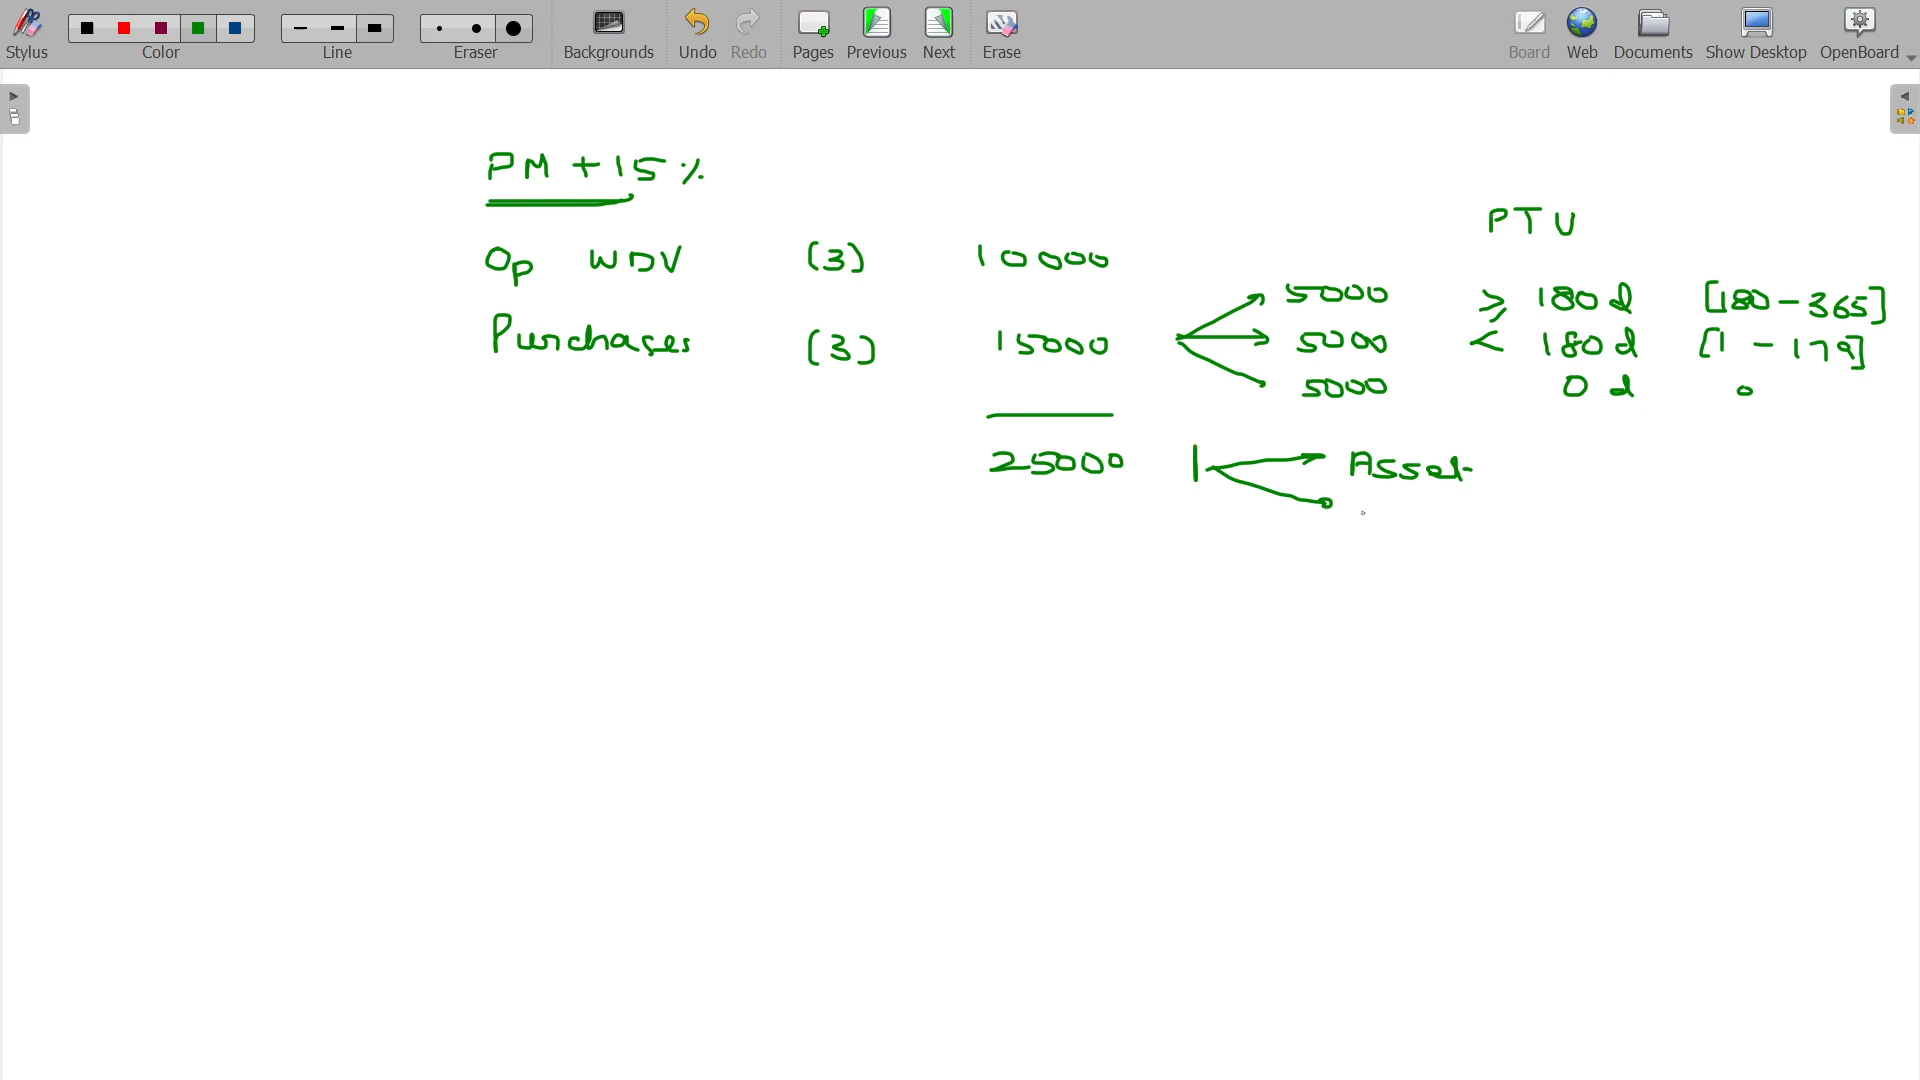 Stylus Color Line Eraser Backgrounds Undo Redo Pages Previous Next Erase Board Web Documents Show Desktop OpenBoard
PM + 15 %
PTU
Op WDV (3) 10000
5000 ≥ 180 d [180 - 365]
Purchases (3) 15000 5000 < 180 d [1 - 179]
5000 0 d 0
25000 Asset